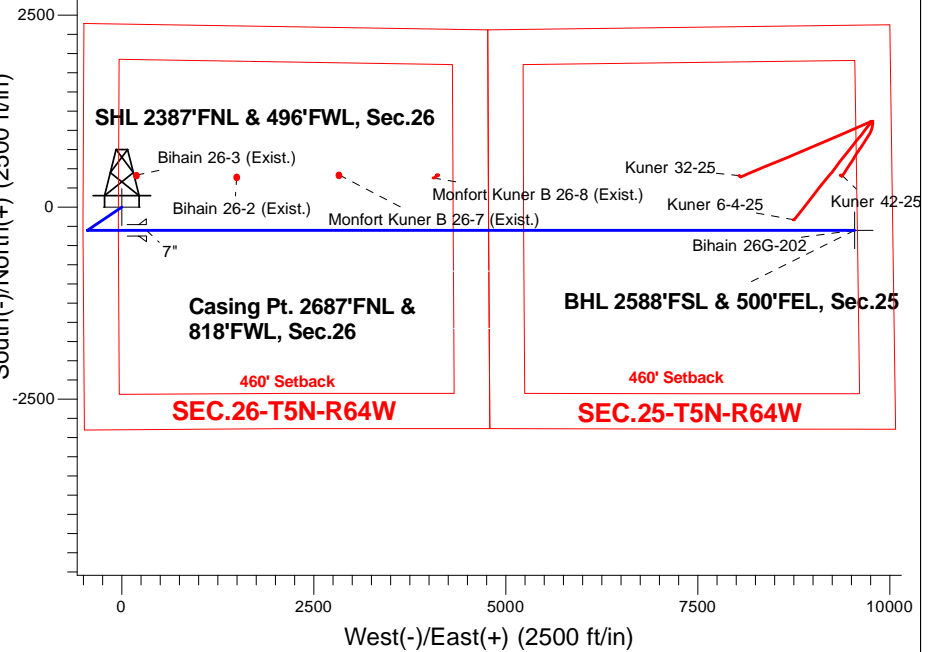 2500
SHL 2387'FNL & 496'FWL, Sec.26
Bihain 26-3 (Exist.)
Kuner 32-25
Monfort Kuner B 26-8 (Exist.)
Bihain 26-2 (Exist.)
Kuner 6-4-25
Kuner 42-25
0
Monfort Kuner B 26-7 (Exist.)
7"
Bihain 26G-202
Casing Pt. 2687'FNL &
818'FWL, Sec.26
BHL 2588'FSL & 500'FEL, Sec.25
South(-)/North(+) (2500 ft/in)
460' Setback
460' Setback
-2500
SEC.26-T5N-R64W
SEC.25-T5N-R64W
0
2500
5000
7500
10000
West(-)/East(+) (2500 ft/in)